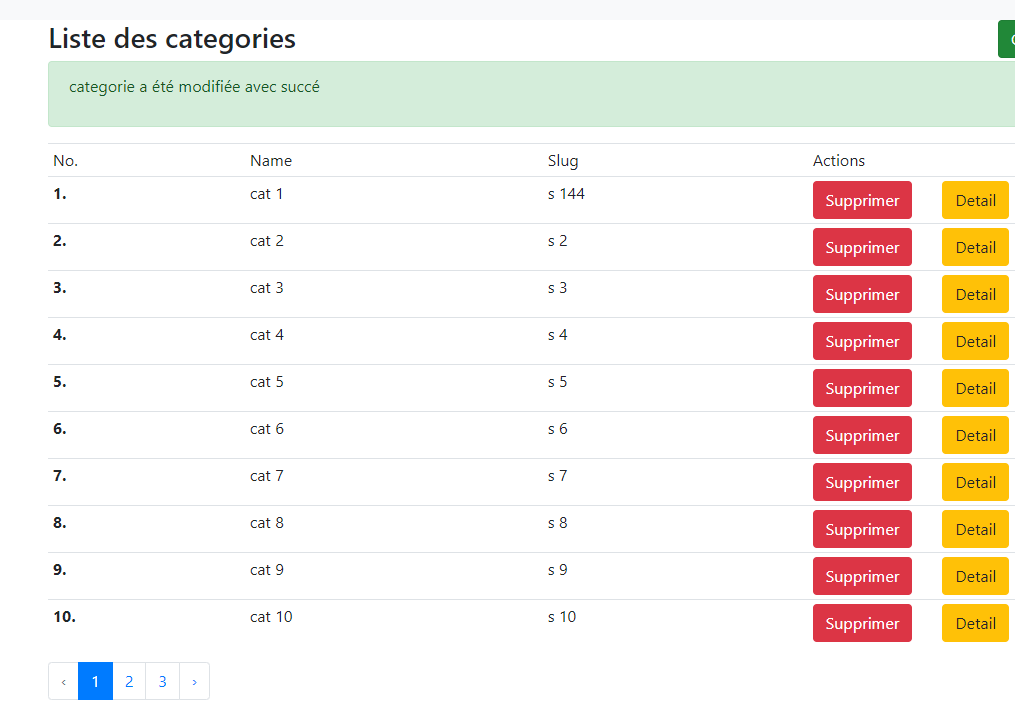 Liste des categories
categorie a été modifiée avec succé
No. Name Slug Actions
1. cat 1 s 144 Supprimer Detail
2. cat 2 s 2 Supprimer Detail
3. cat 3 s 3 Supprimer Detail
4. cat 4 s 4 Supprimer Detail
5. cat 5 s 5 Supprimer Detail
6. cat 6 s 6 Supprimer Detail
7. cat 7 s 7 Supprimer Detail
8. cat 8 s 8 Supprimer Detail
9. cat 9 s 9 Supprimer Detail
10. cat 10 s 10 Supprimer Detail
‹ 1 2 3 ›